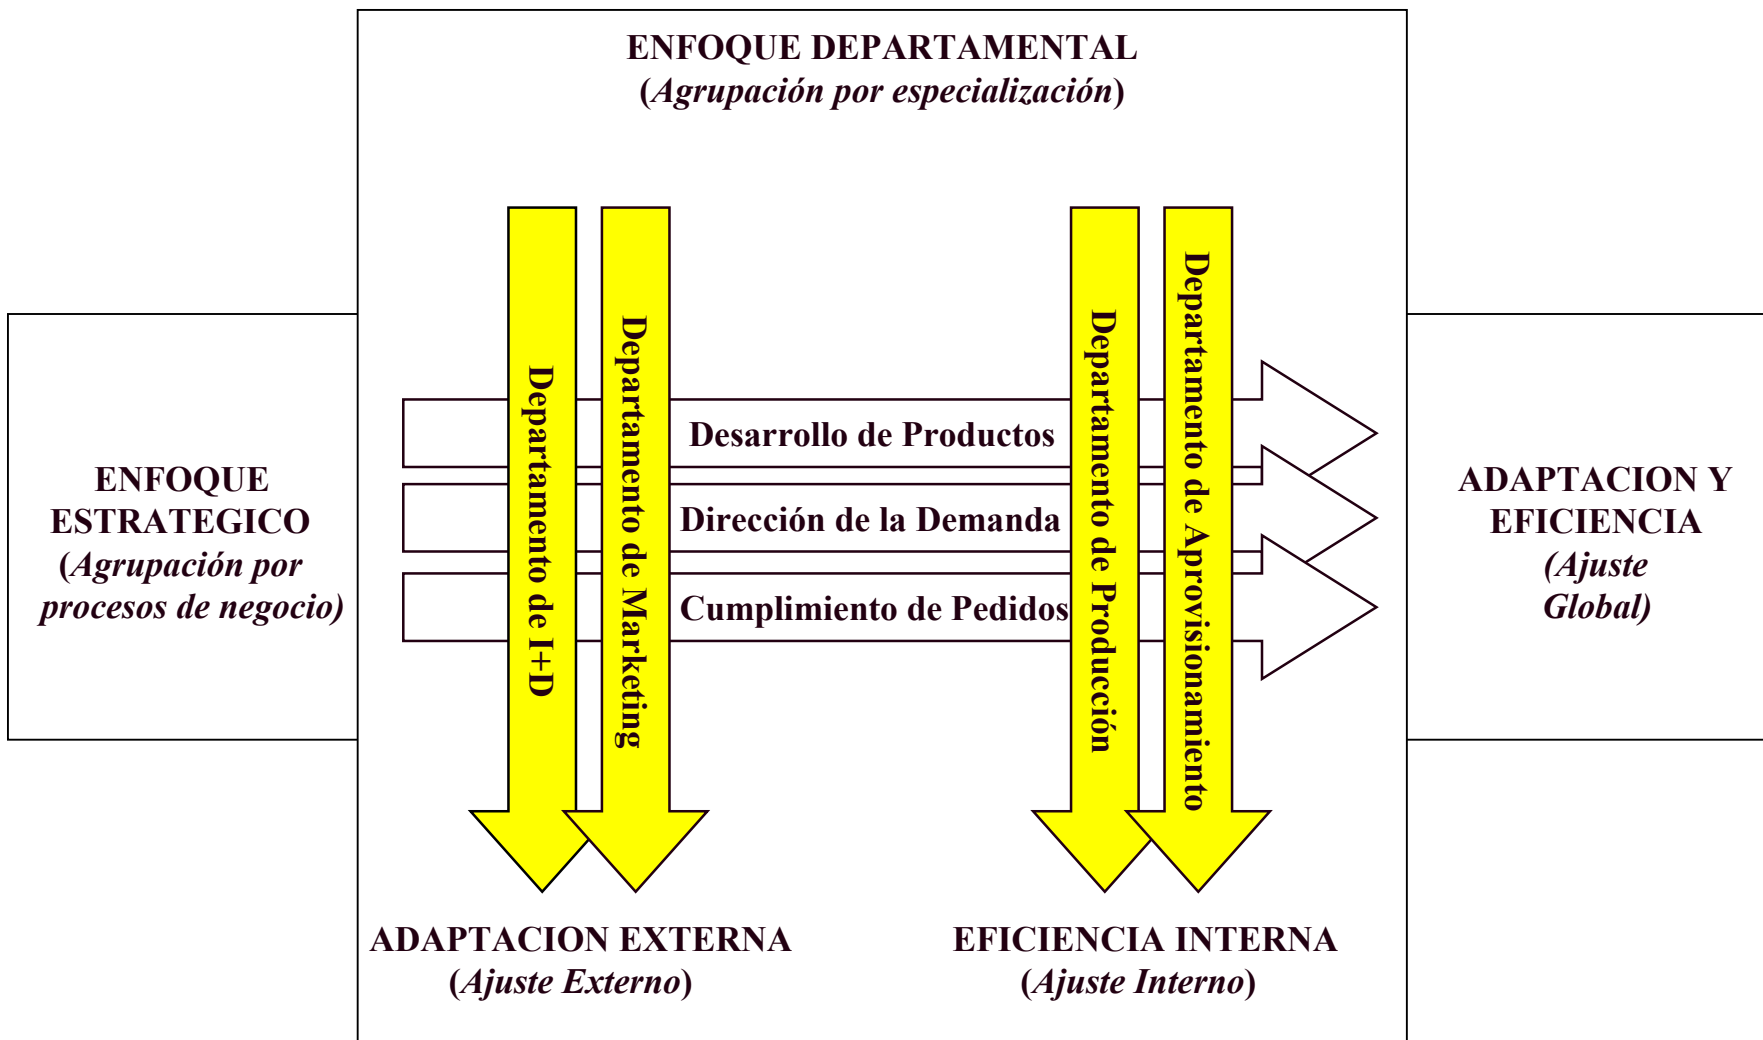 ENFOQUE DEPARTAMENTAL
(Agrupación por especialización)
Departamento de I+D
Departamento de Marketing
Departamento de Producción
Departamento de Aprovisionamiento
ENFOQUE
ESTRATEGICO
(Agrupación por
procesos de negocio)
Desarrollo de Productos
Dirección de la Demanda
Cumplimiento de Pedidos
ADAPTACION Y
EFICIENCIA
(Ajuste
Global)
ADAPTACION EXTERNA
(Ajuste Externo)
EFICIENCIA INTERNA
(Ajuste Interno)